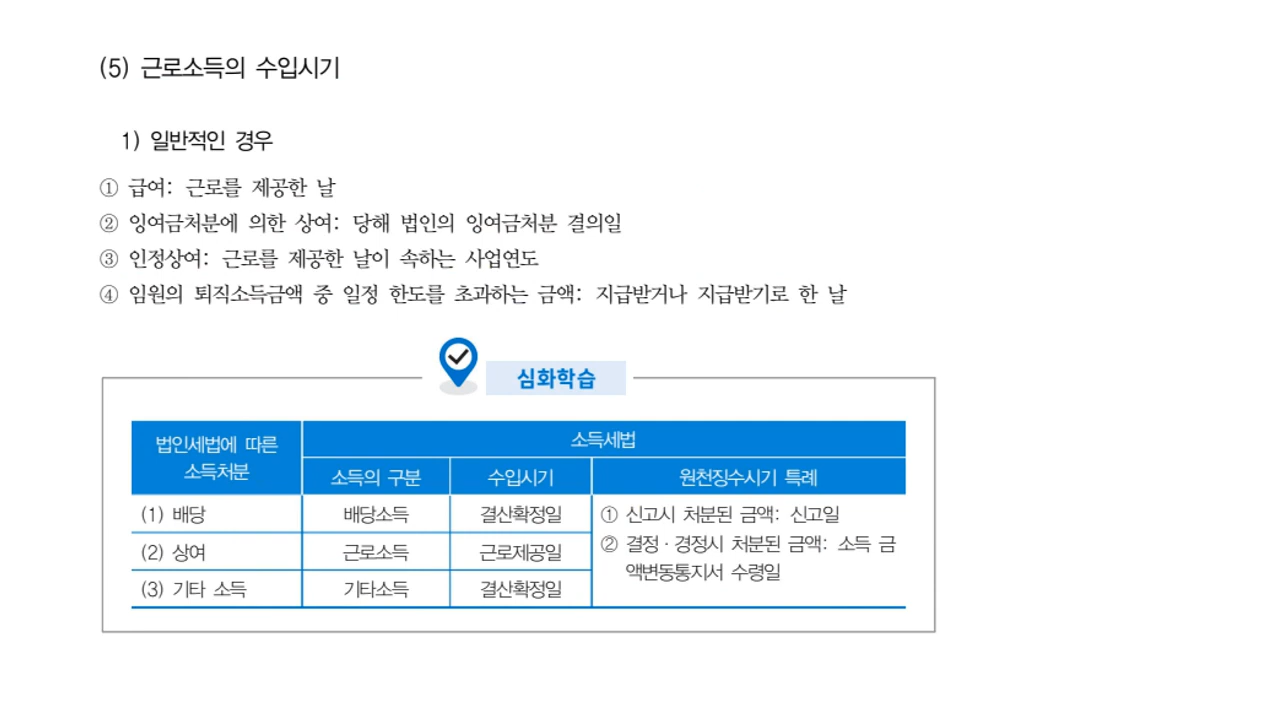 (5) 근로소득의 수입시기
1) 일반적인 경우
① 급여: 근로를 제공한 날
② 잉여금처분에 의한 상여: 당해 법인의 잉여금처분 결의일
③ 인정상여: 근로를 제공한 날이 속하는 사업연도
④ 임원의 퇴직소득금액 중 일정 한도를 초과하는 금액: 지급받거나 지급받기로 한 날
심화학습
법인세법에 따른
소득처분
소득세법
소득의 구분
수입시기
원천징수시기 특례
(1) 배당
배당소득
결산확정일
(2) 상여
근로소득
근로제공일
(3) 기타 소득
기타소득
결산확정일
① 신고시 처분된 금액: 신고일
② 결정·경정시 처분된 금액: 소득 금
액변동통지서 수령일